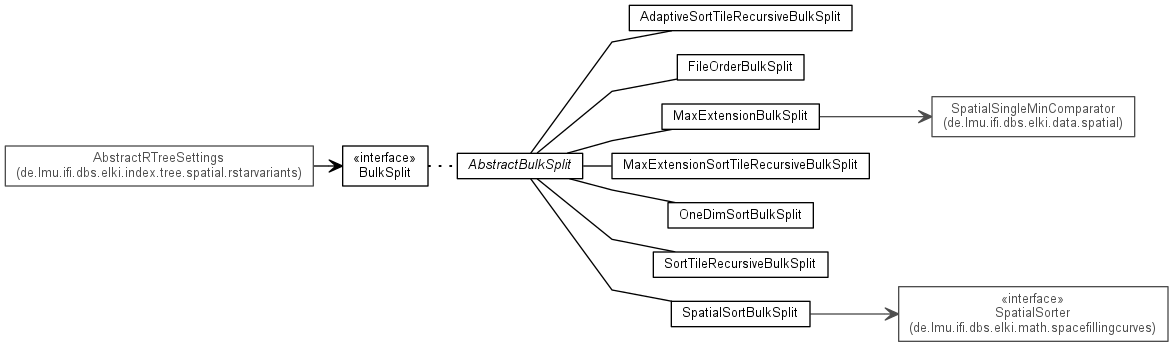 AdaptiveSortTileRecursiveBulkSplit
FileOrderBulkSplit
MaxExtensionBulkSplit
SpatialSingleMinComparator
(de.lmu.ifi.dbs.elki.data.spatial)
AbstractRTreeSettings
(de.lmu.ifi.dbs.elki.index.tree.spatial.rstarvariants)
«interface»
BulkSplit
AbstractBulkSplit
MaxExtensionSortTileRecursiveBulkSplit
OneDimSortBulkSplit
SortTileRecursiveBulkSplit
SpatialSortBulkSplit
«interface»
SpatialSorter
(de.lmu.ifi.dbs.elki.math.spacefillingcurves)